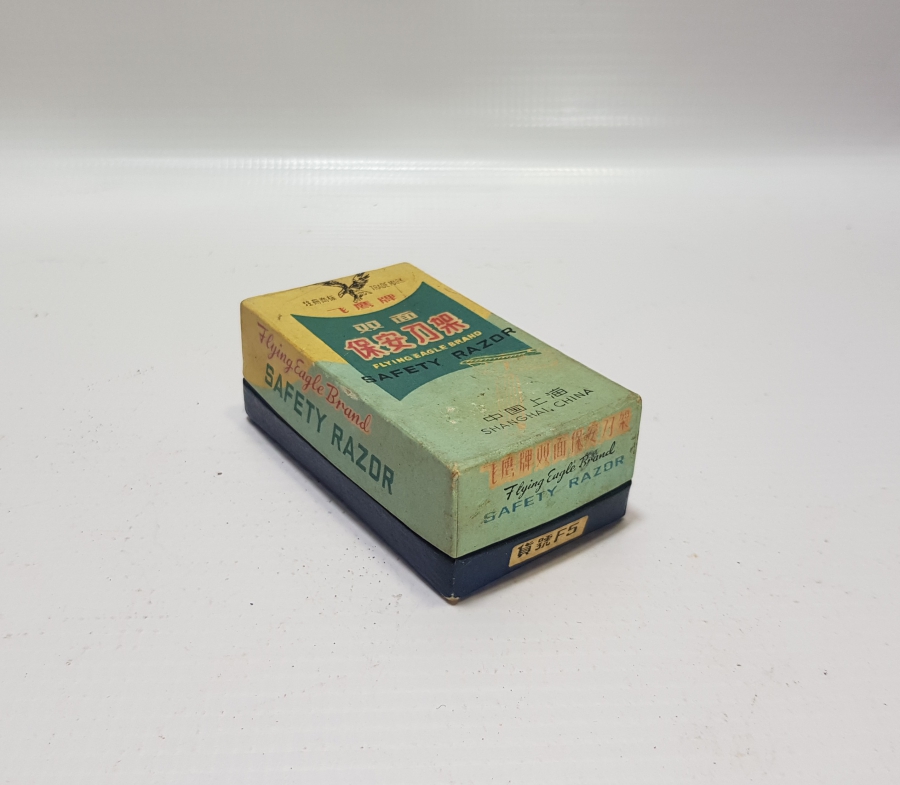 飞鹰牌
双面
保安刀架
FLYING EAGLE BRAND
SAFETY RAZOR
中国上海
SHANGHAI, CHINA
Flying Eagle Brand
SAFETY RAZOR
飞鹰牌双面保安刀架
Flying Eagle Brand
SAFETY RAZOR
貨號F5